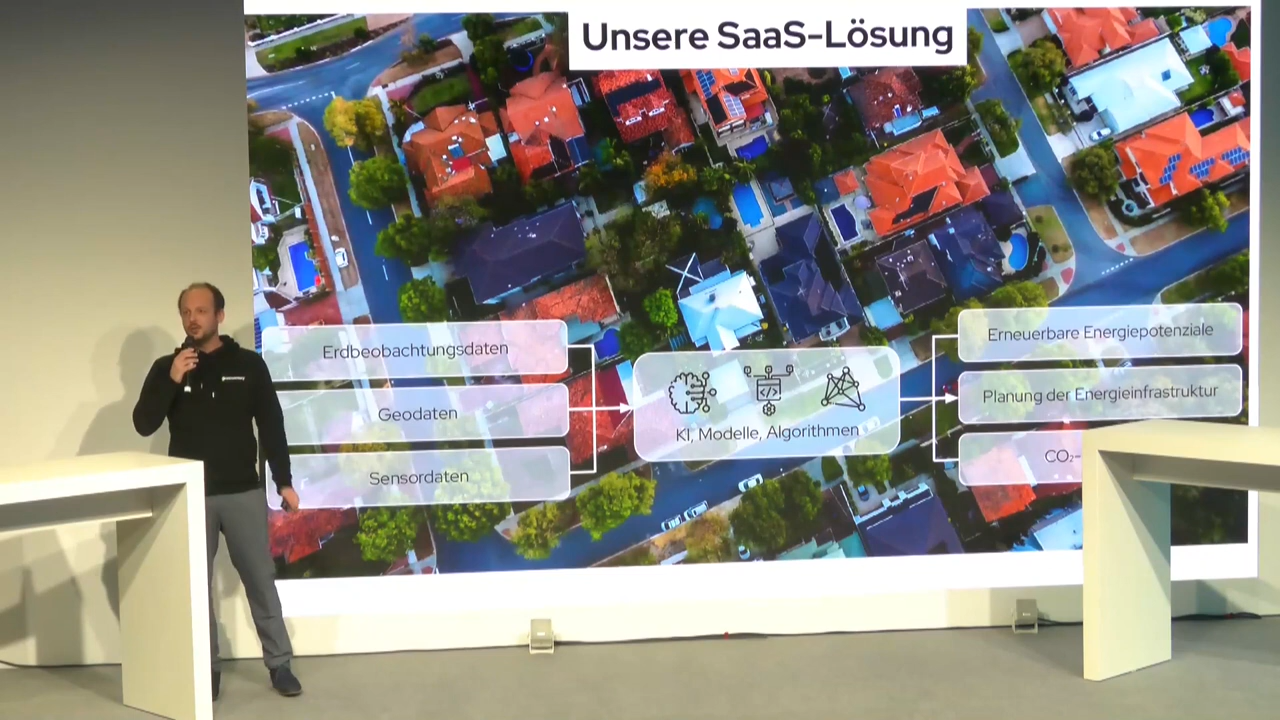 Unsere SaaS-Lösung
Erdbeobachtungsdaten
Geodaten
Sensordaten
</>
KI, Modelle, Algorithmen
Erneuerbare Energiepotenziale
Planung der Energieinfrastruktur
CO₂-